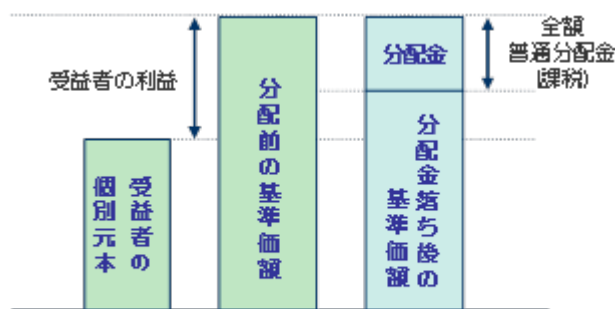 受益者の利益
受益者の
個別元本
分配前の基準価額
分配金
分配金落ち後の
基準価額
全額
普通分配金
(課税)